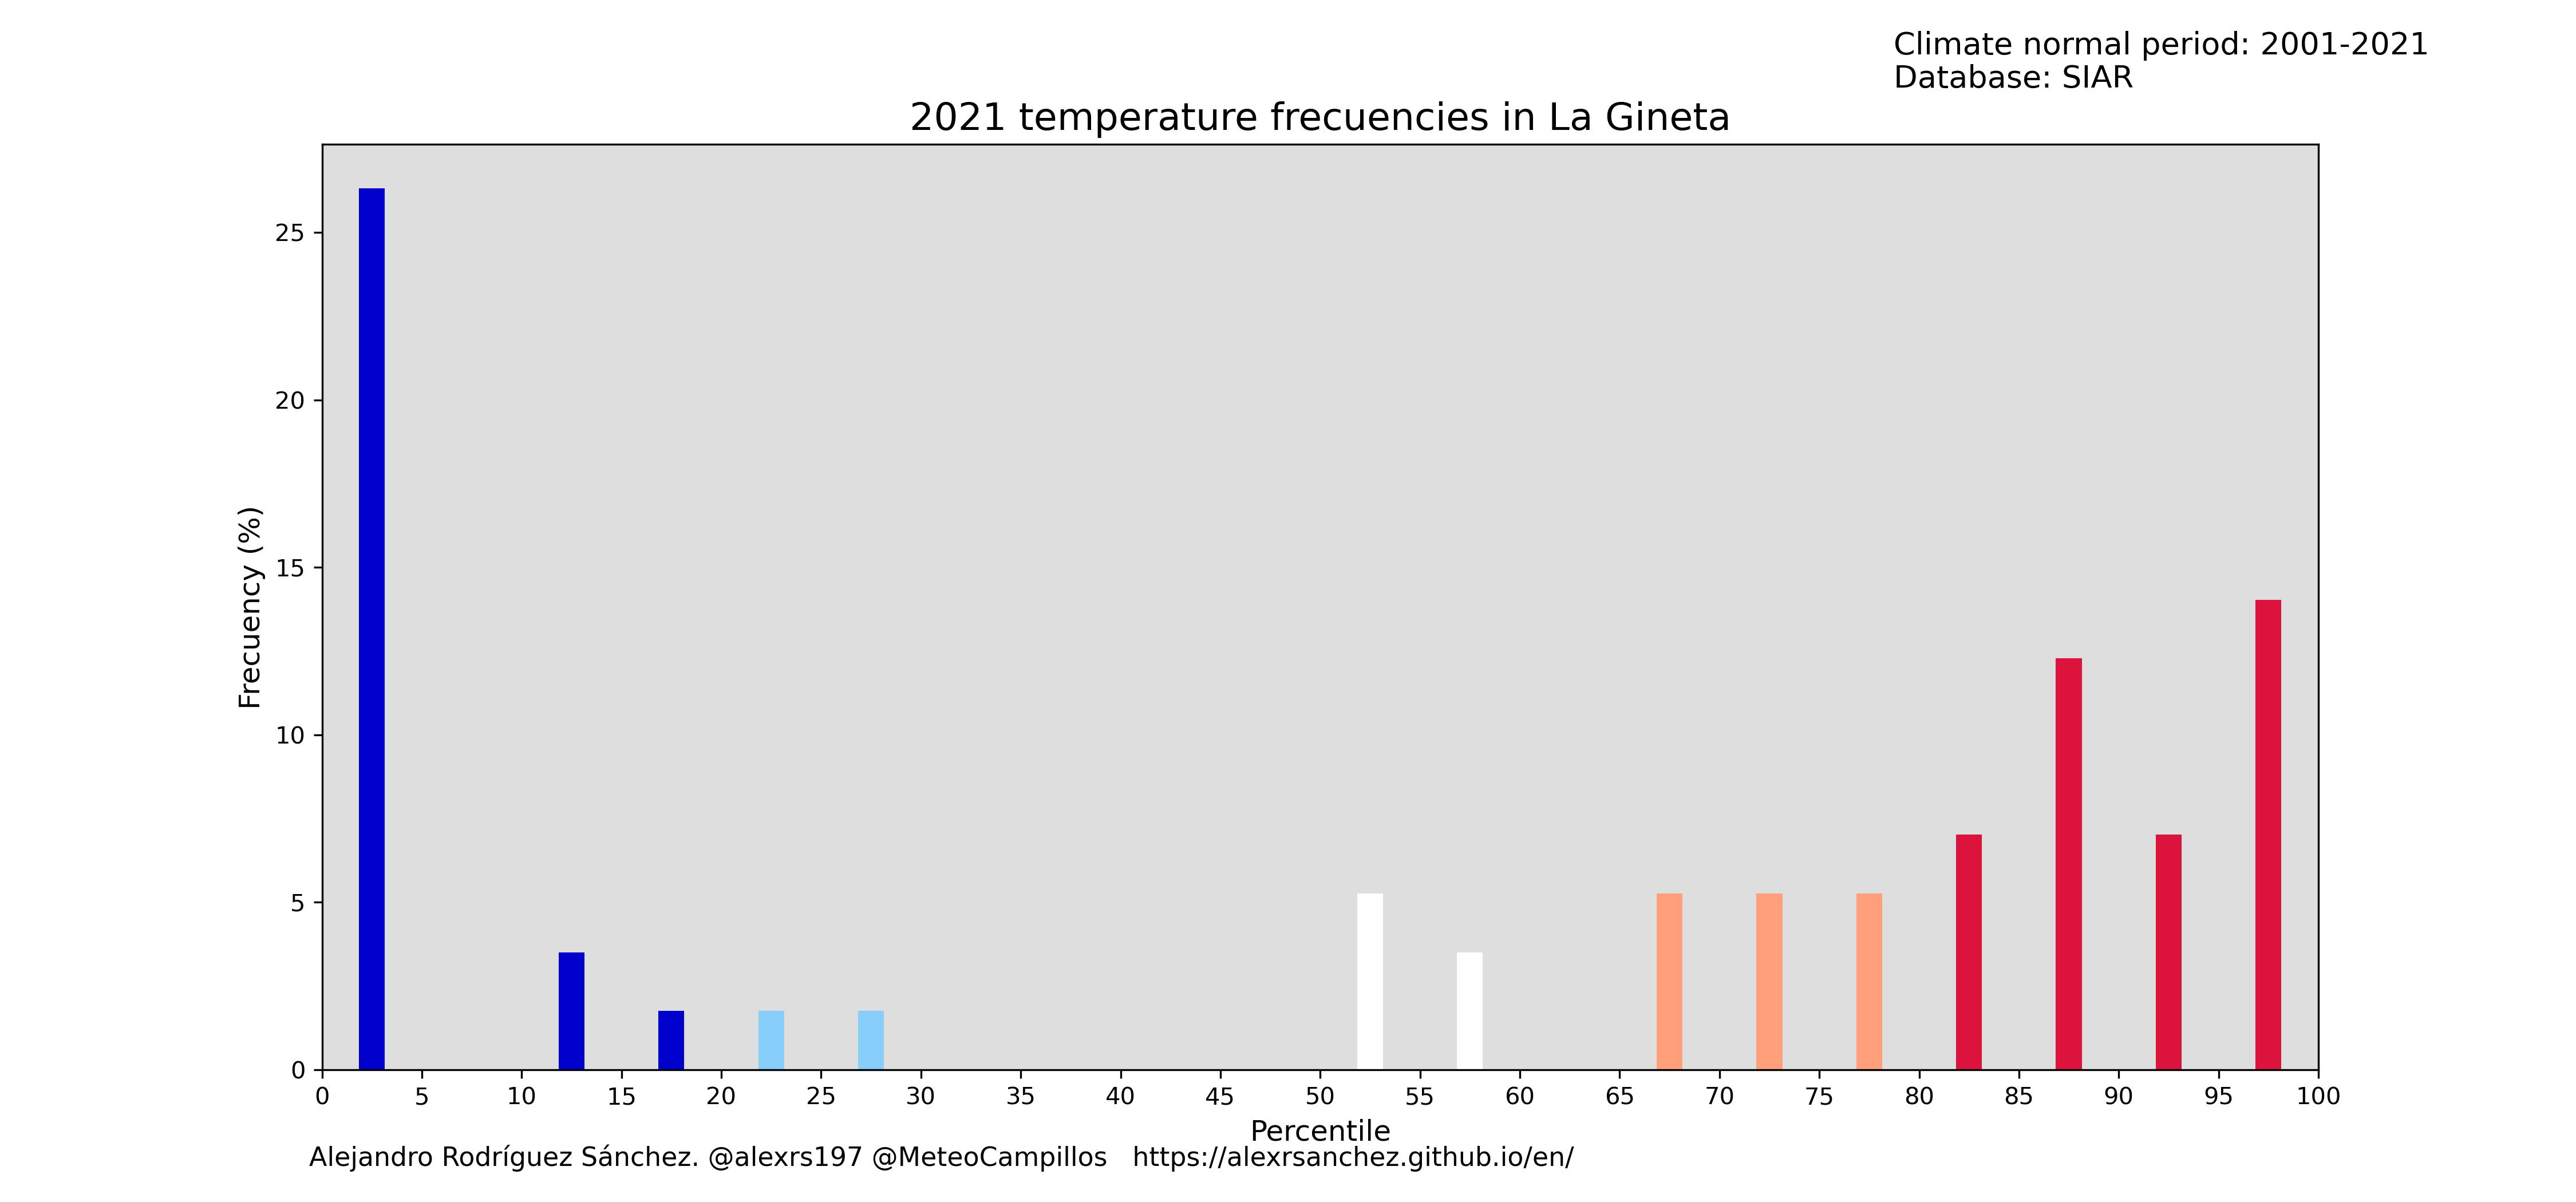 Climate normal period: 2001-2021
Database: SIAR
2021 temperature frecuencies in La Gineta
Frecuency (%)
25
20
15
10
5
0
0 5 10 15 20 25 30 35 40 45 50 55 60 65 70 75 80 85 90 95 100
Percentile
Alejandro Rodríguez Sánchez. @alexrs197 @MeteoCampillos https://alexrsanchez.github.io/en/